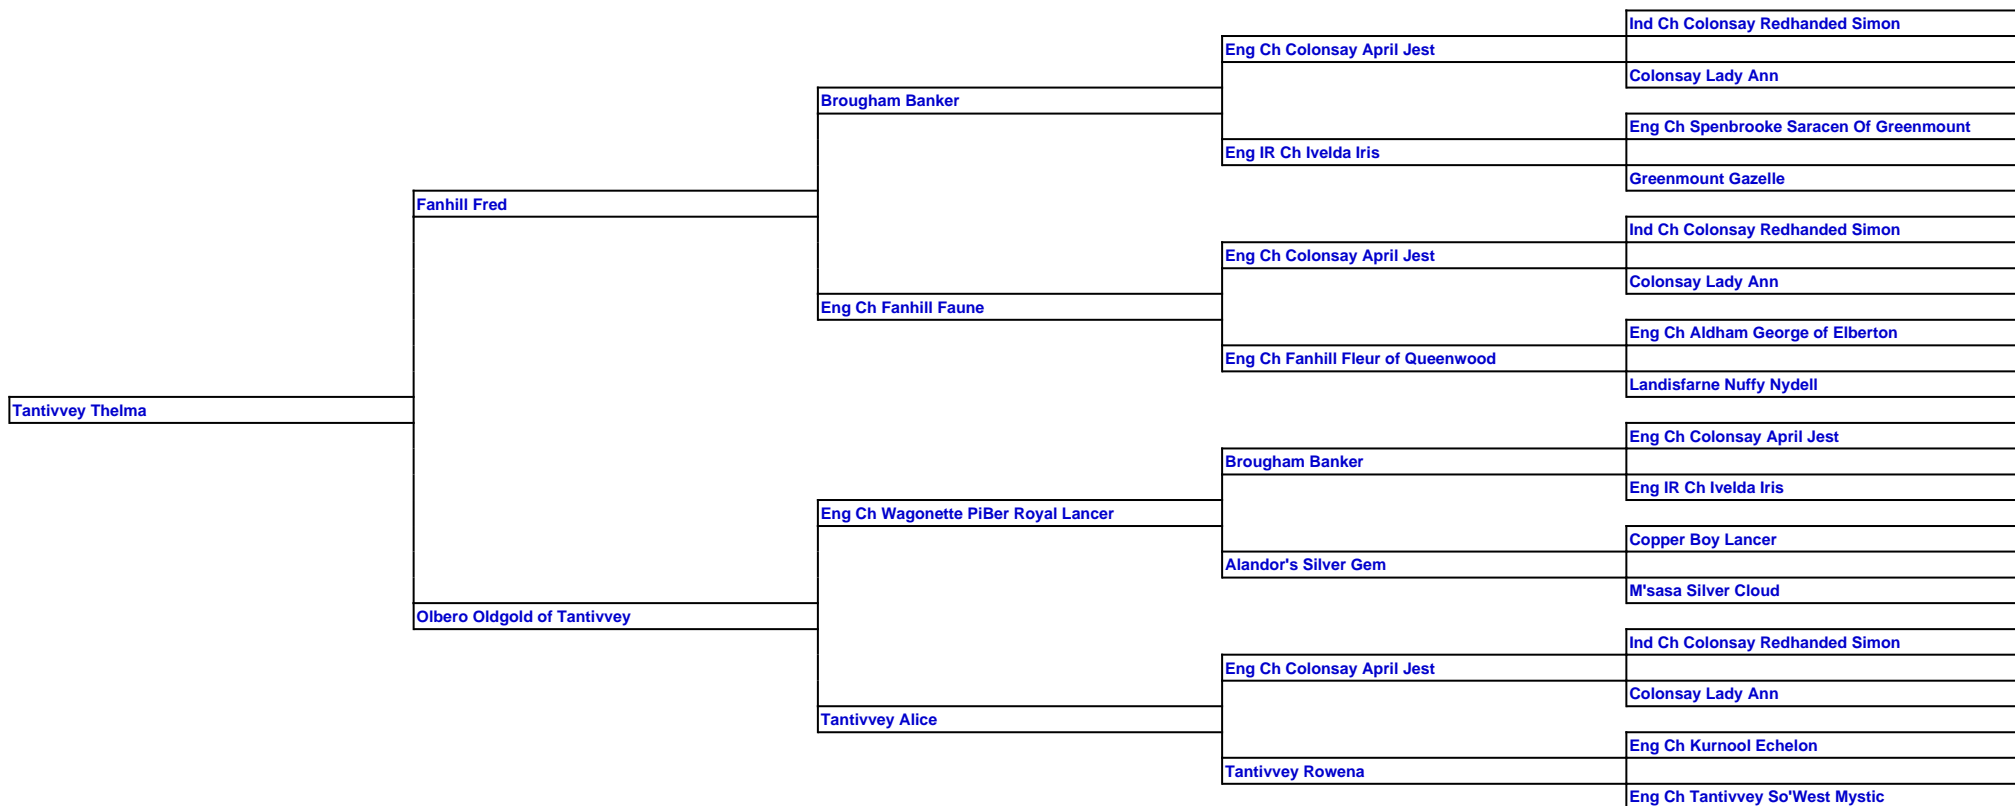 Ind Ch Colonsay Redhanded Simon
Eng Ch Colonsay April Jest
Colonsay Lady Ann
Brougham Banker
Eng Ch Spenbrooke Saracen Of Greenmount
Eng IR Ch Ivelda Iris
Greenmount Gazelle
Fanhill Fred
Ind Ch Colonsay Redhanded Simon
Eng Ch Colonsay April Jest
Colonsay Lady Ann
Eng Ch Fanhill Faune
Eng Ch Aldham George of Elberton
Eng Ch Fanhill Fleur of Queenwood
Landisfarne Nuffy Nydell
Tantivvey Thelma
Eng Ch Colonsay April Jest
Brougham Banker
Eng IR Ch Ivelda Iris
Eng Ch Wagonette PiBer Royal Lancer
Copper Boy Lancer
Alandor's Silver Gem
M'sasa Silver Cloud
Olbero Oldgold of Tantivvey
Ind Ch Colonsay Redhanded Simon
Eng Ch Colonsay April Jest
Colonsay Lady Ann
Tantivvey Alice
Eng Ch Kurnool Echelon
Tantivvey Rowena
Eng Ch Tantivvey So'West Mystic